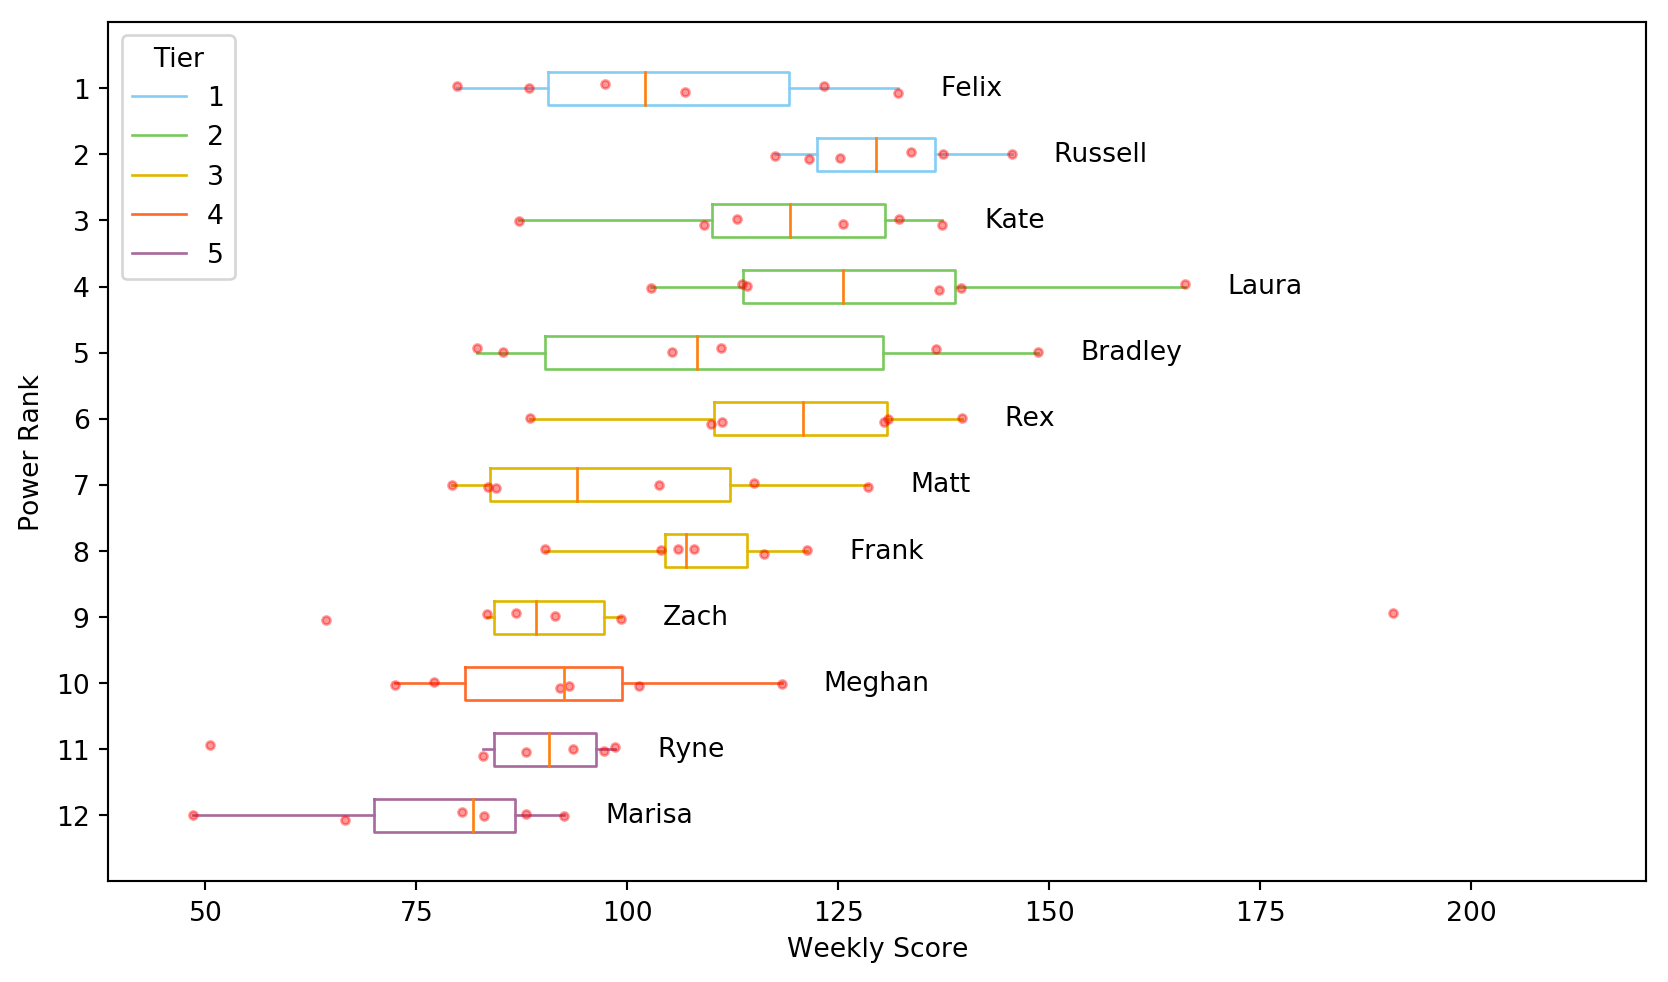 Tier
1
2
3
4
5
1 Felix
2 Russell
3 Kate
4 Laura
5 Bradley
6 Rex
7 Matt
8 Frank
9 Zach
10 Meghan
11 Ryne
12 Marisa
Power Rank
50 75 100 125 150 175 200
Weekly Score